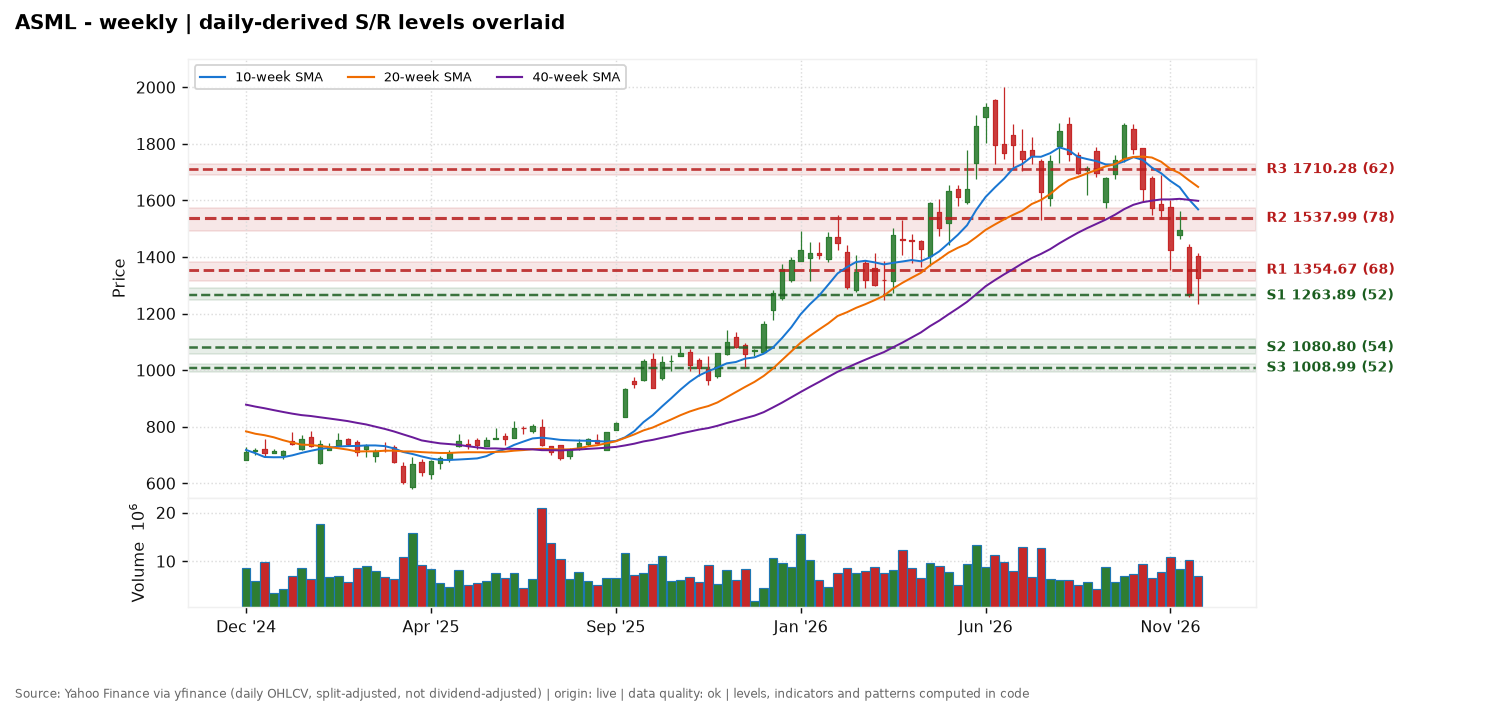 ASML - weekly | daily-derived S/R levels overlaid
10-week SMA
20-week SMA
40-week SMA
Price
2000
1800
1600
1400
1200
1000
800
600
R3 1710.28 (62)
R2 1537.99 (78)
R1 1354.67 (68)
S1 1263.89 (52)
S2 1080.80 (54)
S3 1008.99 (52)
Volume 10⁶
20
10
Dec '24
Apr '25
Sep '25
Jan '26
Jun '26
Nov '26
Source: Yahoo Finance via yfinance (daily OHLCV, split-adjusted, not dividend-adjusted) | origin: live | data quality: ok | levels, indicators and patterns computed in code